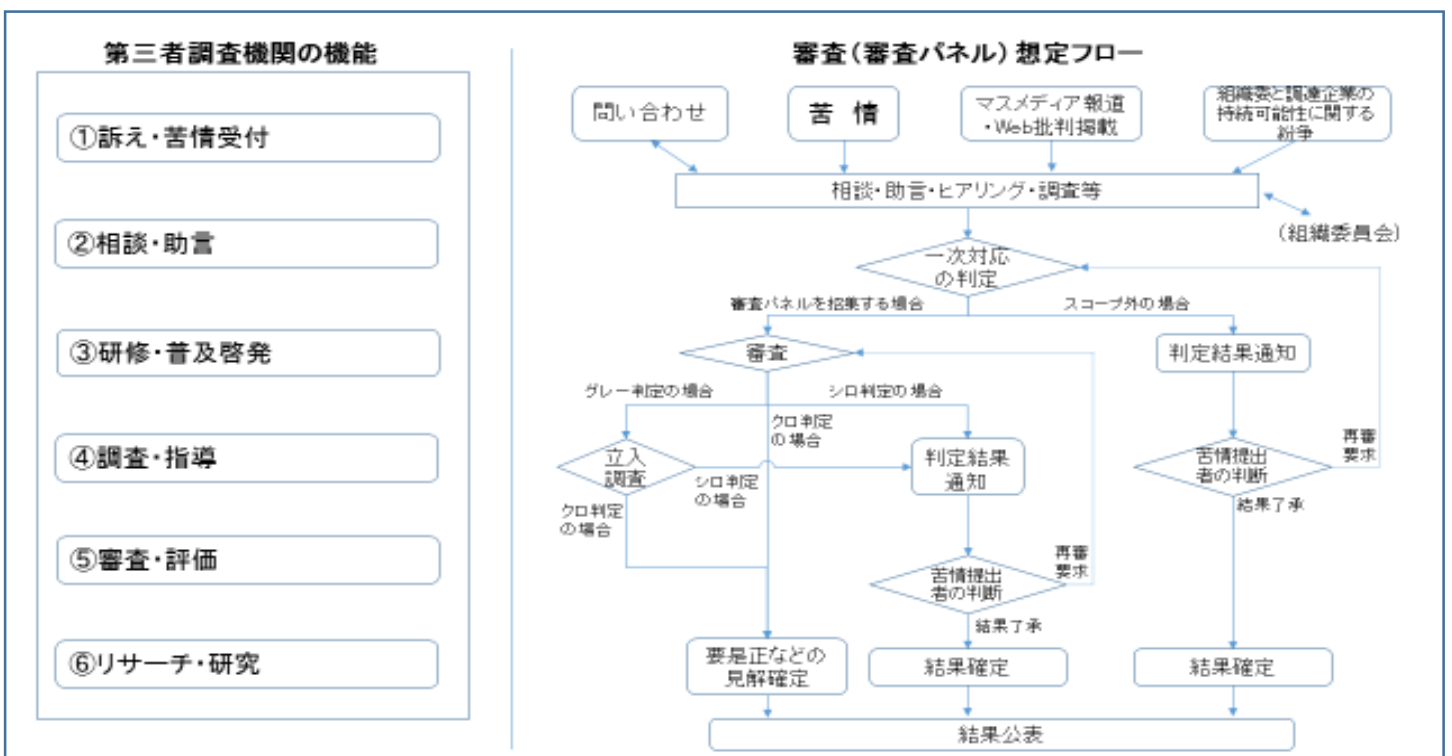 第三者調査機関の機能
①訴え・苦情受付
②相談・助言
③研修・普及啓発
④調査・指導
⑤審査・評価
⑥リサーチ・研究
審査（審査パネル）想定フロー
問い合わせ
苦 情
マスメディア報道
・Web批判掲載
組織委と調達企業の
持続可能性に関する
紛争
相談・助言・ヒアリング・調査等
（組織委員会）
一次対応
の判定
審査パネルを招集する場合
スコープ外の場合
審査
判定結果通知
グレー判定の場合
シロ判定の場合
クロ判定
の場合
立入
調査
シロ判定
の場合
判定結果
通知
苦情提出
者の判断
再審
要求
結果了承
クロ判定
の場合
苦情提出
者の判断
再審
要求
結果了承
要是正などの
見解確定
結果確定
結果確定
結果公表